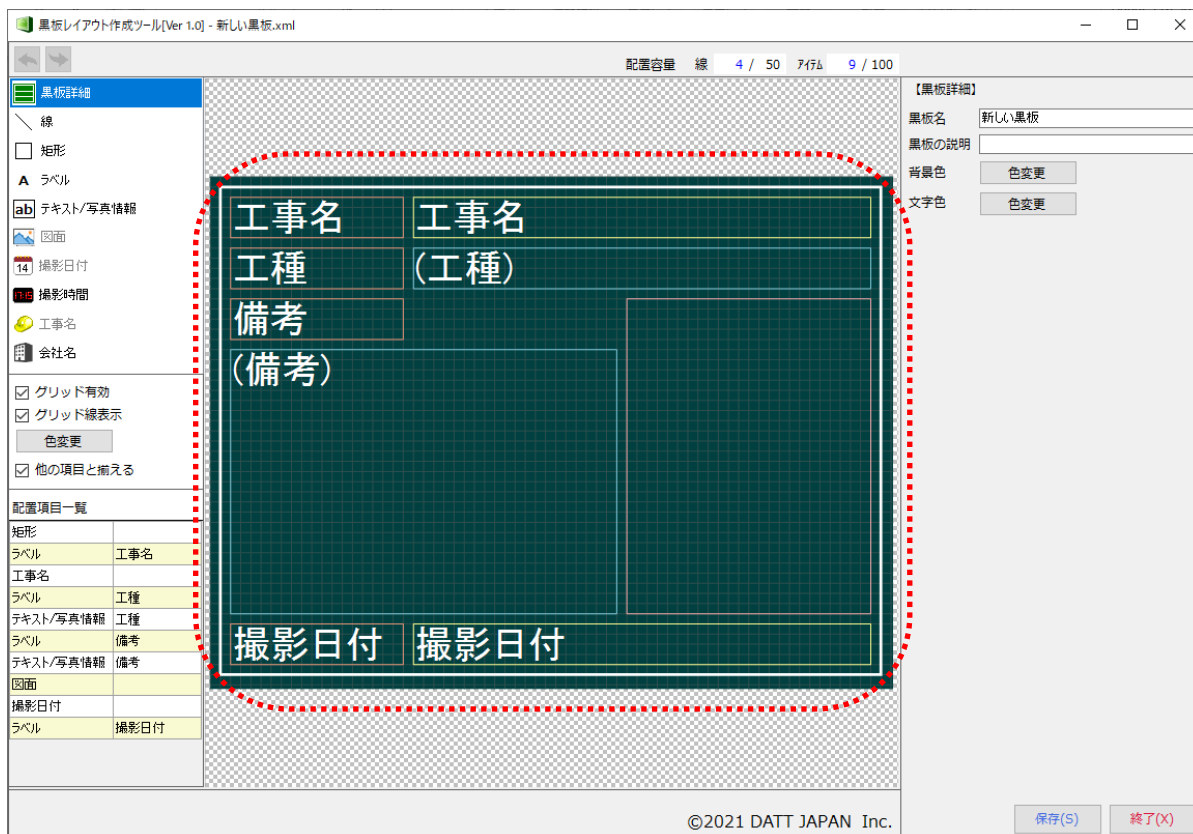 黒板レイアウト作成ツール[Ver 1.0] - 新しい黒板.xml
配置容量 線 4 / 50 ｱｲﾃﾑ 9 / 100
黒板詳細
線
矩形
A ラベル
ab テキスト/写真情報
図面
14 撮影日付
撮影時間
工事名
会社名
グリッド有効
グリッド線表示
色変更
他の項目と揃える
配置項目一覧
矩形
ラベル 工事名
工事名
ラベル 工種
テキスト/写真情報 工種
ラベル 備考
テキスト/写真情報 備考
図面
撮影日付
ラベル 撮影日付
工事名 工事名
工種 (工種)
備考
(備考)
撮影日付 撮影日付
【黒板詳細】
黒板名 新しい黒板
黒板の説明
背景色 色変更
文字色 色変更
©2021 DATT JAPAN Inc.
保存(S) 終了(X)